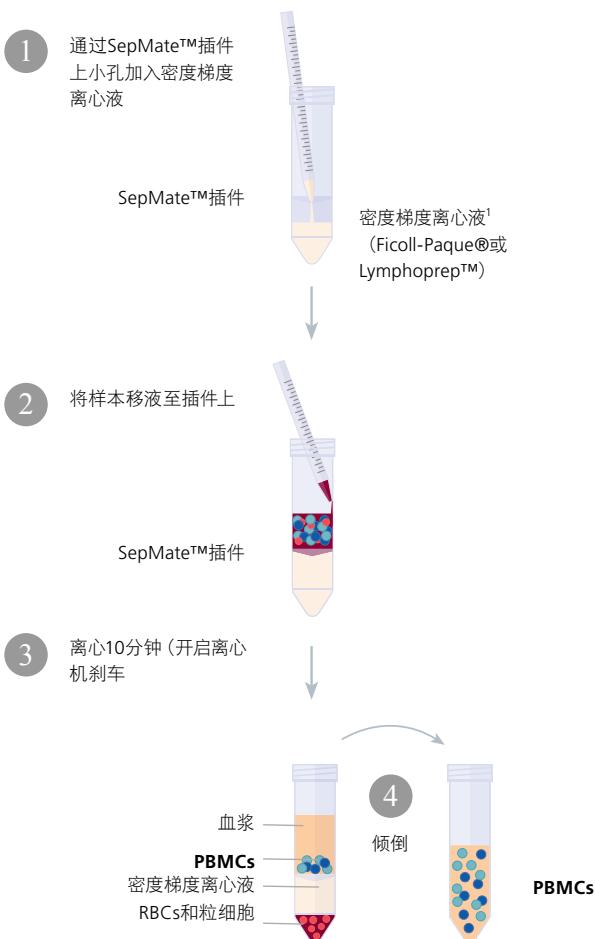 1
通过SepMate™插件
上小孔加入密度梯度
离心液
SepMate™插件
密度梯度离心液1
（Ficoll-Paque®或
Lymphoprep™）
2
将样本移液至插件上
SepMate™插件
3
离心10分钟（开启离心
机刹车
4
倾倒
血浆
PBMCs
密度梯度离心液
RBCs和粒细胞
PBMCs